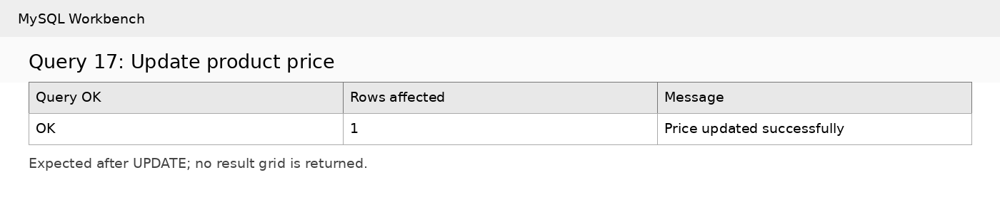 MySQL Workbench
Query 17: Update product price
Query OK Rows affected Message
OK 1 Price updated successfully
Expected after UPDATE; no result grid is returned.